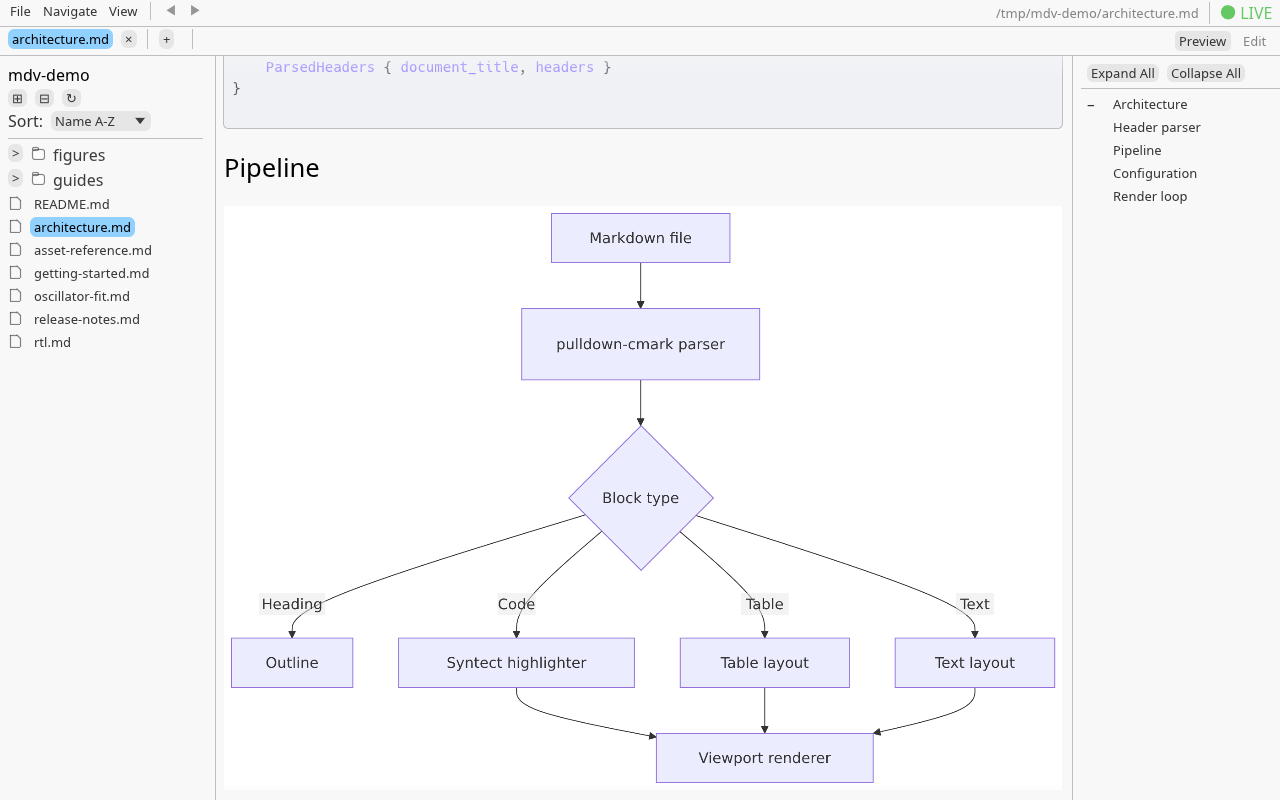 File Navigate View
/tmp/mdv-demo/architecture.md
LIVE
architecture.md × +
Preview Edit
mdv-demo
Sort: Name A-Z
> figures
> guides
README.md
architecture.md
asset-reference.md
getting-started.md
oscillator-fit.md
release-notes.md
rtl.md
ParsedHeaders { document_title, headers }
}
Pipeline
Markdown file
pulldown-cmark parser
Block type
Heading Code Table Text
Outline Syntect highlighter Table layout Text layout
Viewport renderer
Expand All Collapse All
– Architecture
Header parser
Pipeline
Configuration
Render loop